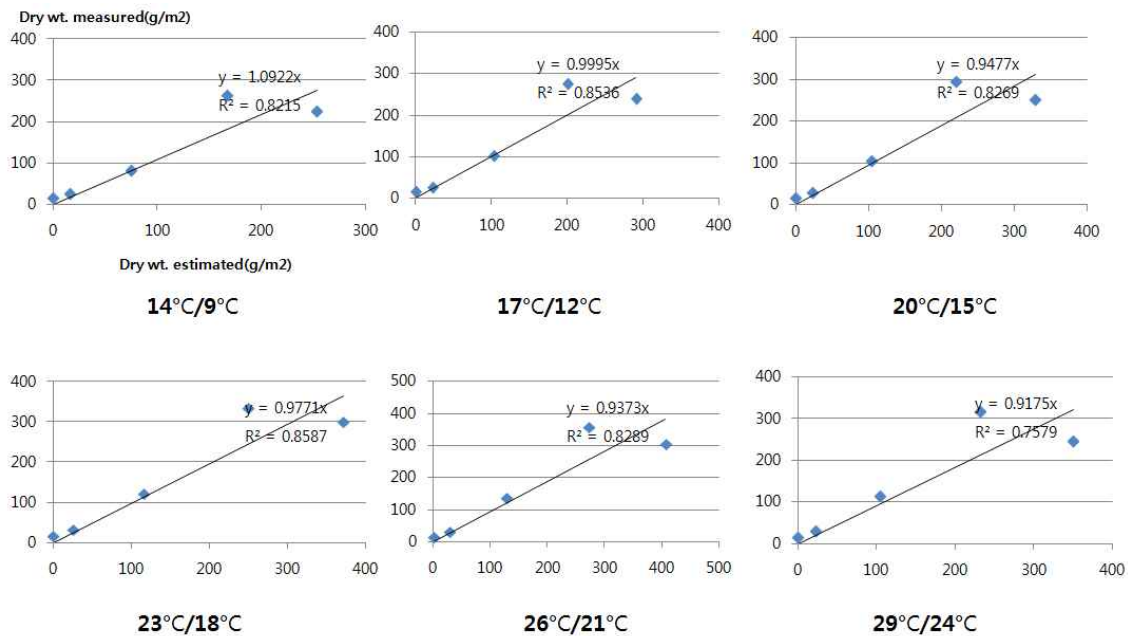 Dry wt. measured(g/m2)
400
300
200
100
0
y = 1.0922x
R² = 0.8215
0 100 200 300
Dry wt. estimated(g/m2)
14°C/9°C
400
300
200
100
0
y = 0.9995x
R² = 0.8536
0 100 200 300 400
17°C/12°C
400
300
200
100
0
y = 0.9477x
R² = 0.8269
0 100 200 300 400
20°C/15°C
400
300
200
100
0
y = 0.9771x
R² = 0.8587
0 100 200 300 400
23°C/18°C
500
400
300
200
100
0
y = 0.9373x
R² = 0.8289
0 100 200 300 400 500
26°C/21°C
400
300
200
100
0
y = 0.9175x
R² = 0.7579
0 100 200 300 400
29°C/24°C